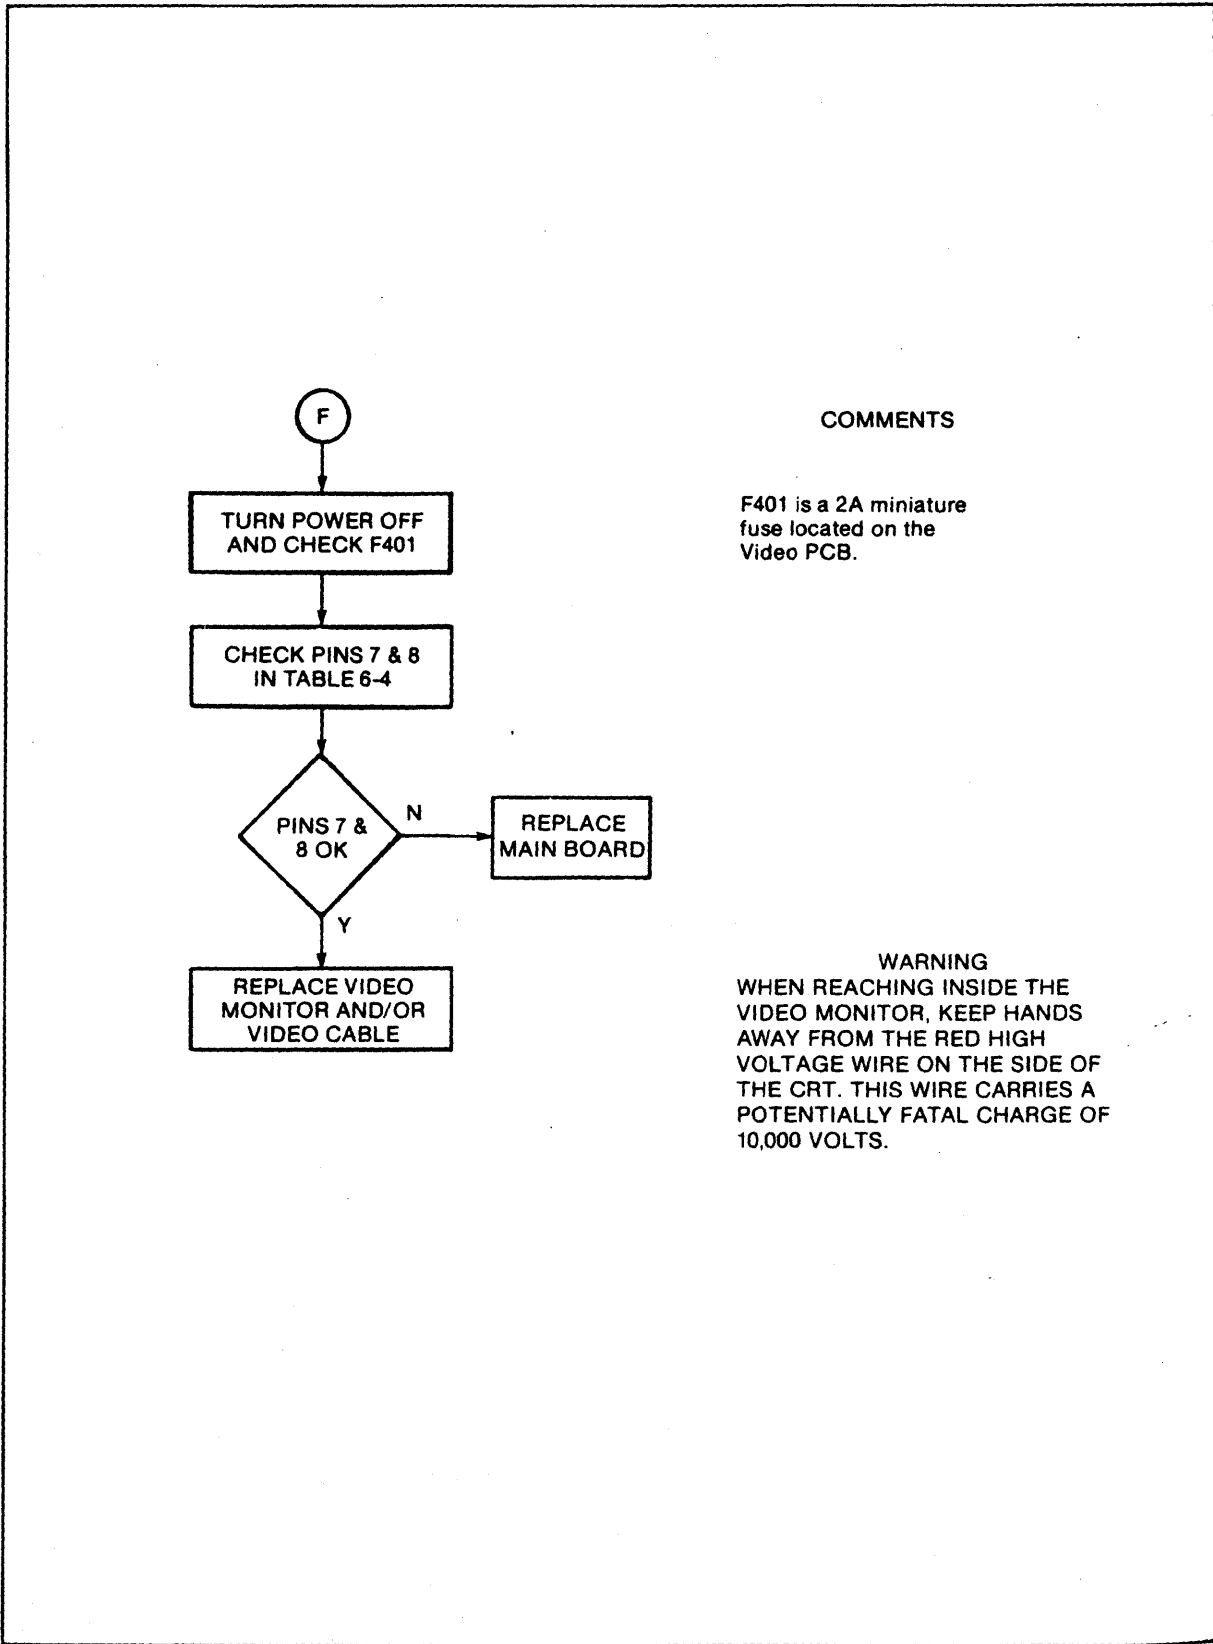 F
COMMENTS
TURN POWER OFF
AND CHECK F401
F401 is a 2A miniature
fuse located on the
Video PCB.
CHECK PINS 7 & 8
IN TABLE 6-4
PINS 7 &
8 OK
N
REPLACE
MAIN BOARD
Y
REPLACE VIDEO
MONITOR AND/OR
VIDEO CABLE
WARNING
WHEN REACHING INSIDE THE
VIDEO MONITOR, KEEP HANDS
AWAY FROM THE RED HIGH
VOLTAGE WIRE ON THE SIDE OF
THE CRT. THIS WIRE CARRIES A
POTENTIALLY FATAL CHARGE OF
10,000 VOLTS.